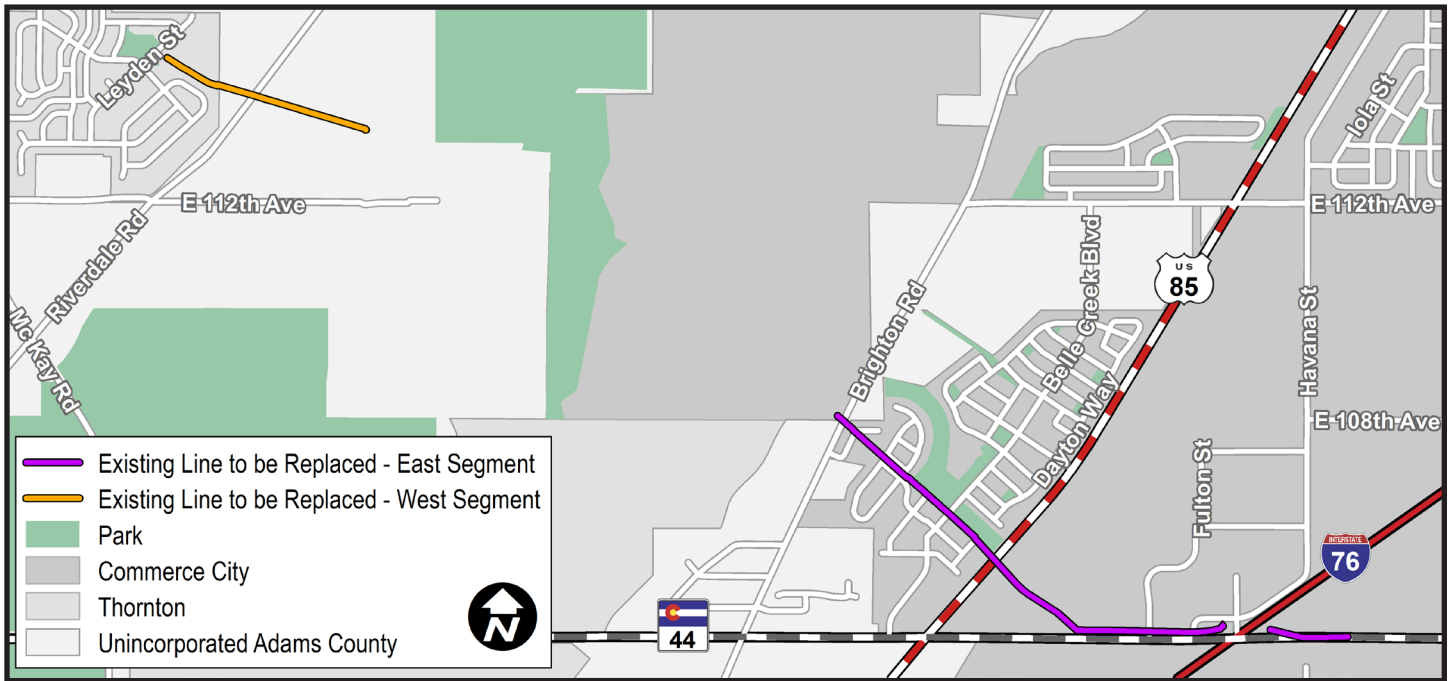 Leyden St
Iola St
E 112th Ave
E 112th Ave
Riverdale Rd
Belle Creek Blvd
US
85
Mc Kay Rd
Brighton Rd
Havana St
Dayton Way
E 108th Ave
Fulton St
INTERSTATE
76
44
Existing Line to be Replaced - East Segment
Existing Line to be Replaced - West Segment
Park
Commerce City
Thornton
Unincorporated Adams County
N